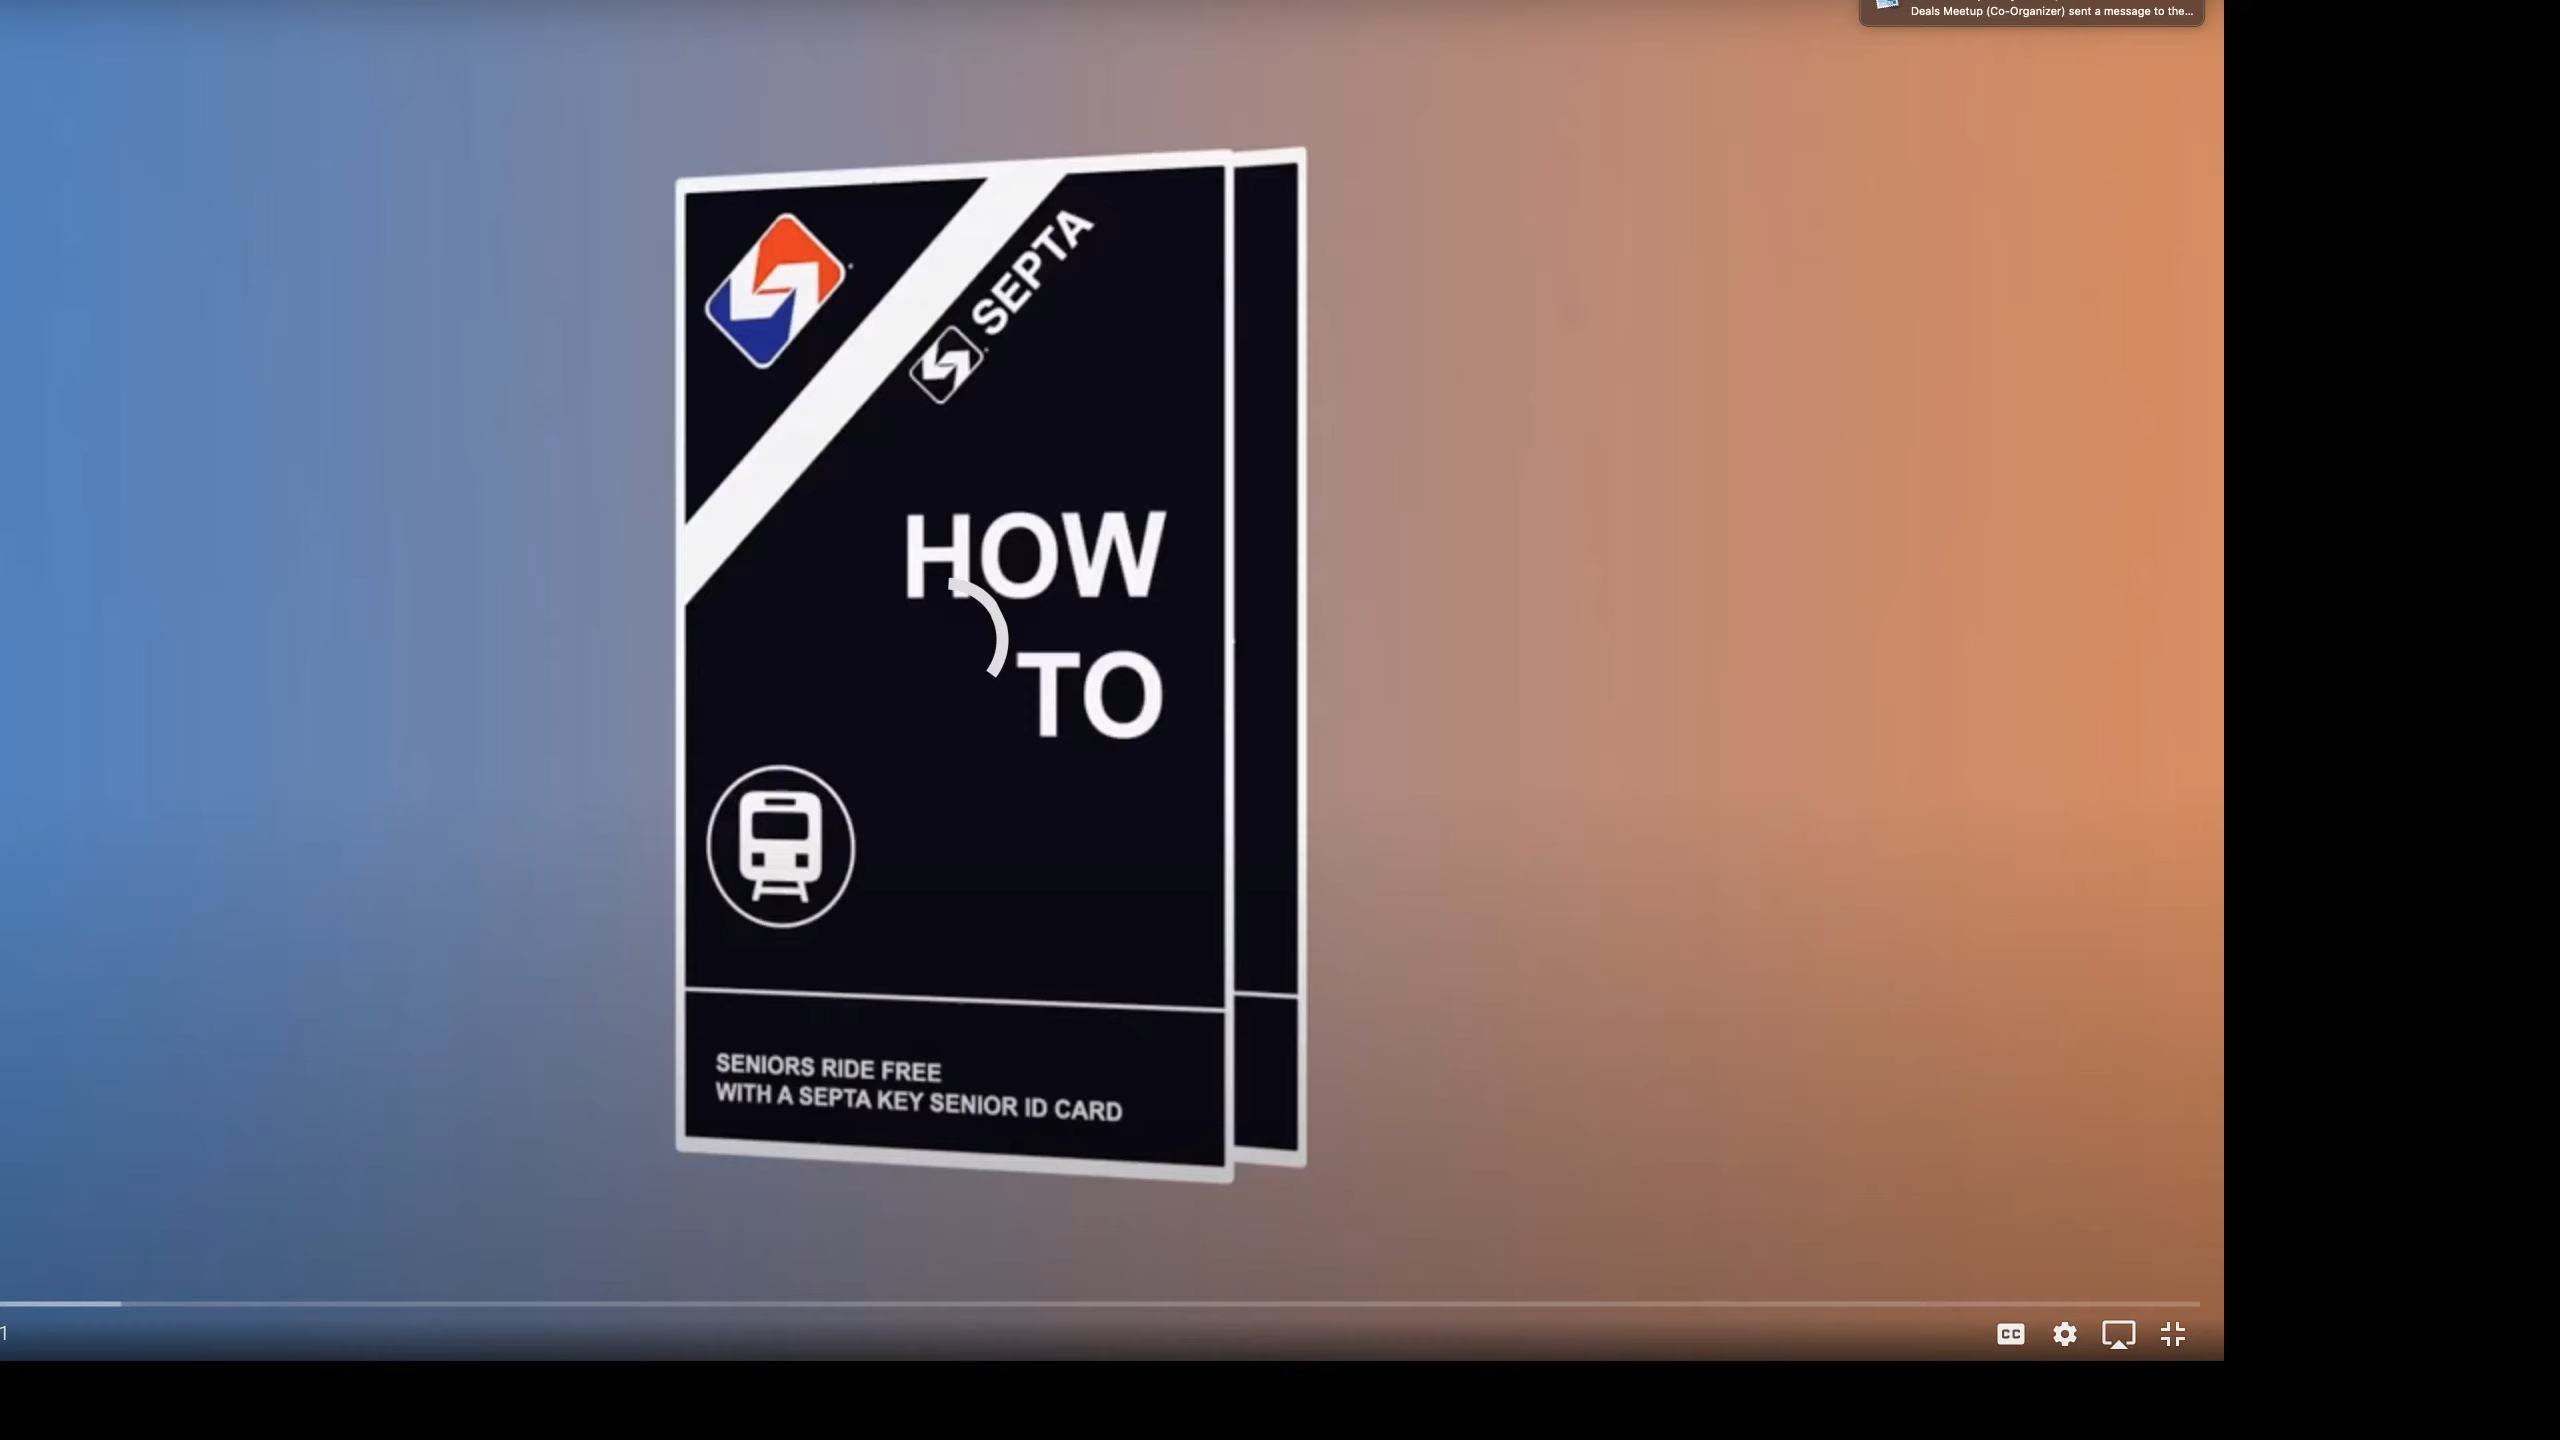 Deals Meetup (Co-Organizer) sent a message to the...
SEPTA
HOW
TO
SENIORS RIDE FREE
WITH A SEPTA KEY SENIOR ID CARD
1
CC